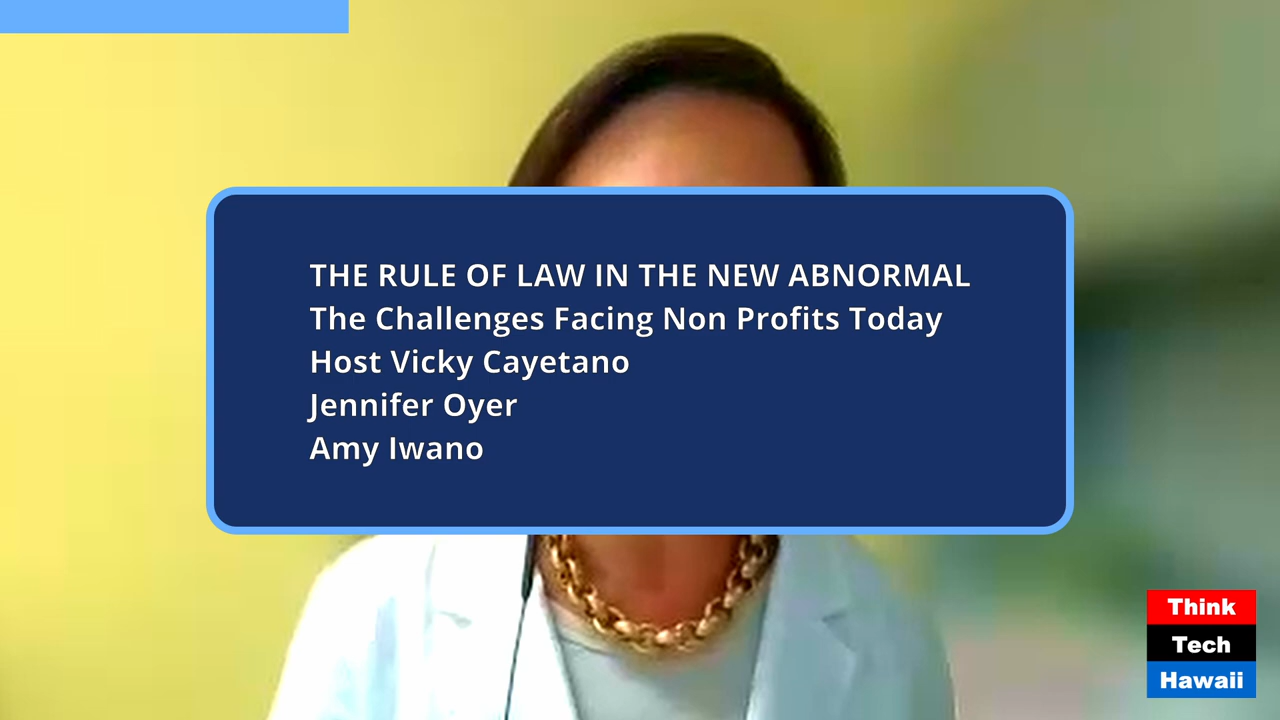 THE RULE OF LAW IN THE NEW ABNORMAL
The Challenges Facing Non Profits Today
Host Vicky Cayetano
Jennifer Oyer
Amy Iwano
Think
Tech
Hawaii